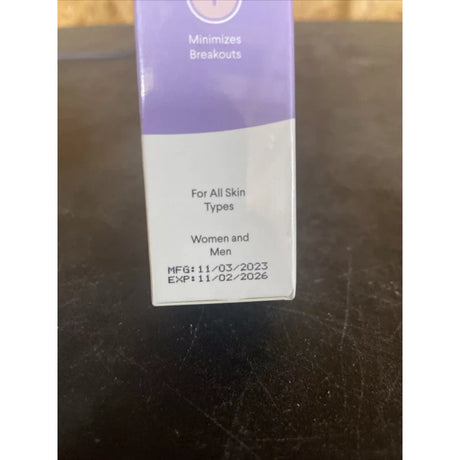 Minimizes
Breakouts
For All Skin
Types
Women and
Men
MFG:11/03/2023
EXP:11/02/2026